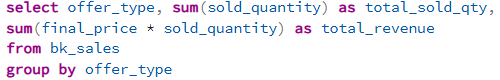 select offer_type, sum(sold_quantity) as total_sold_qty,
sum(final_price * sold_quantity) as total_revenue
from bk_sales
group by offer_type